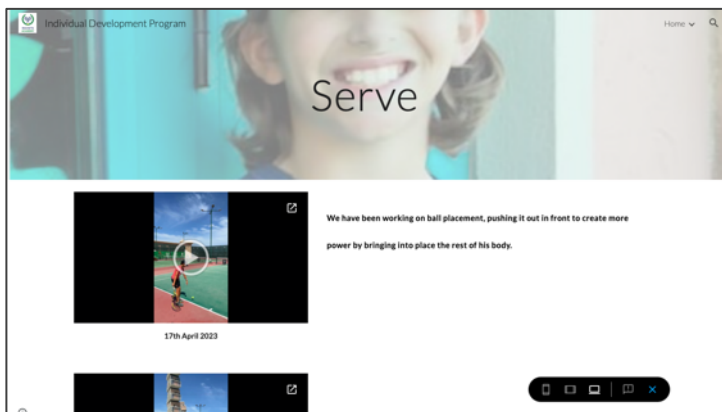 Individual Development Program
Home
Serve
We have been working on ball placement, pushing it out in front to create more
power by bringing into place the rest of his body.
17th April 2023